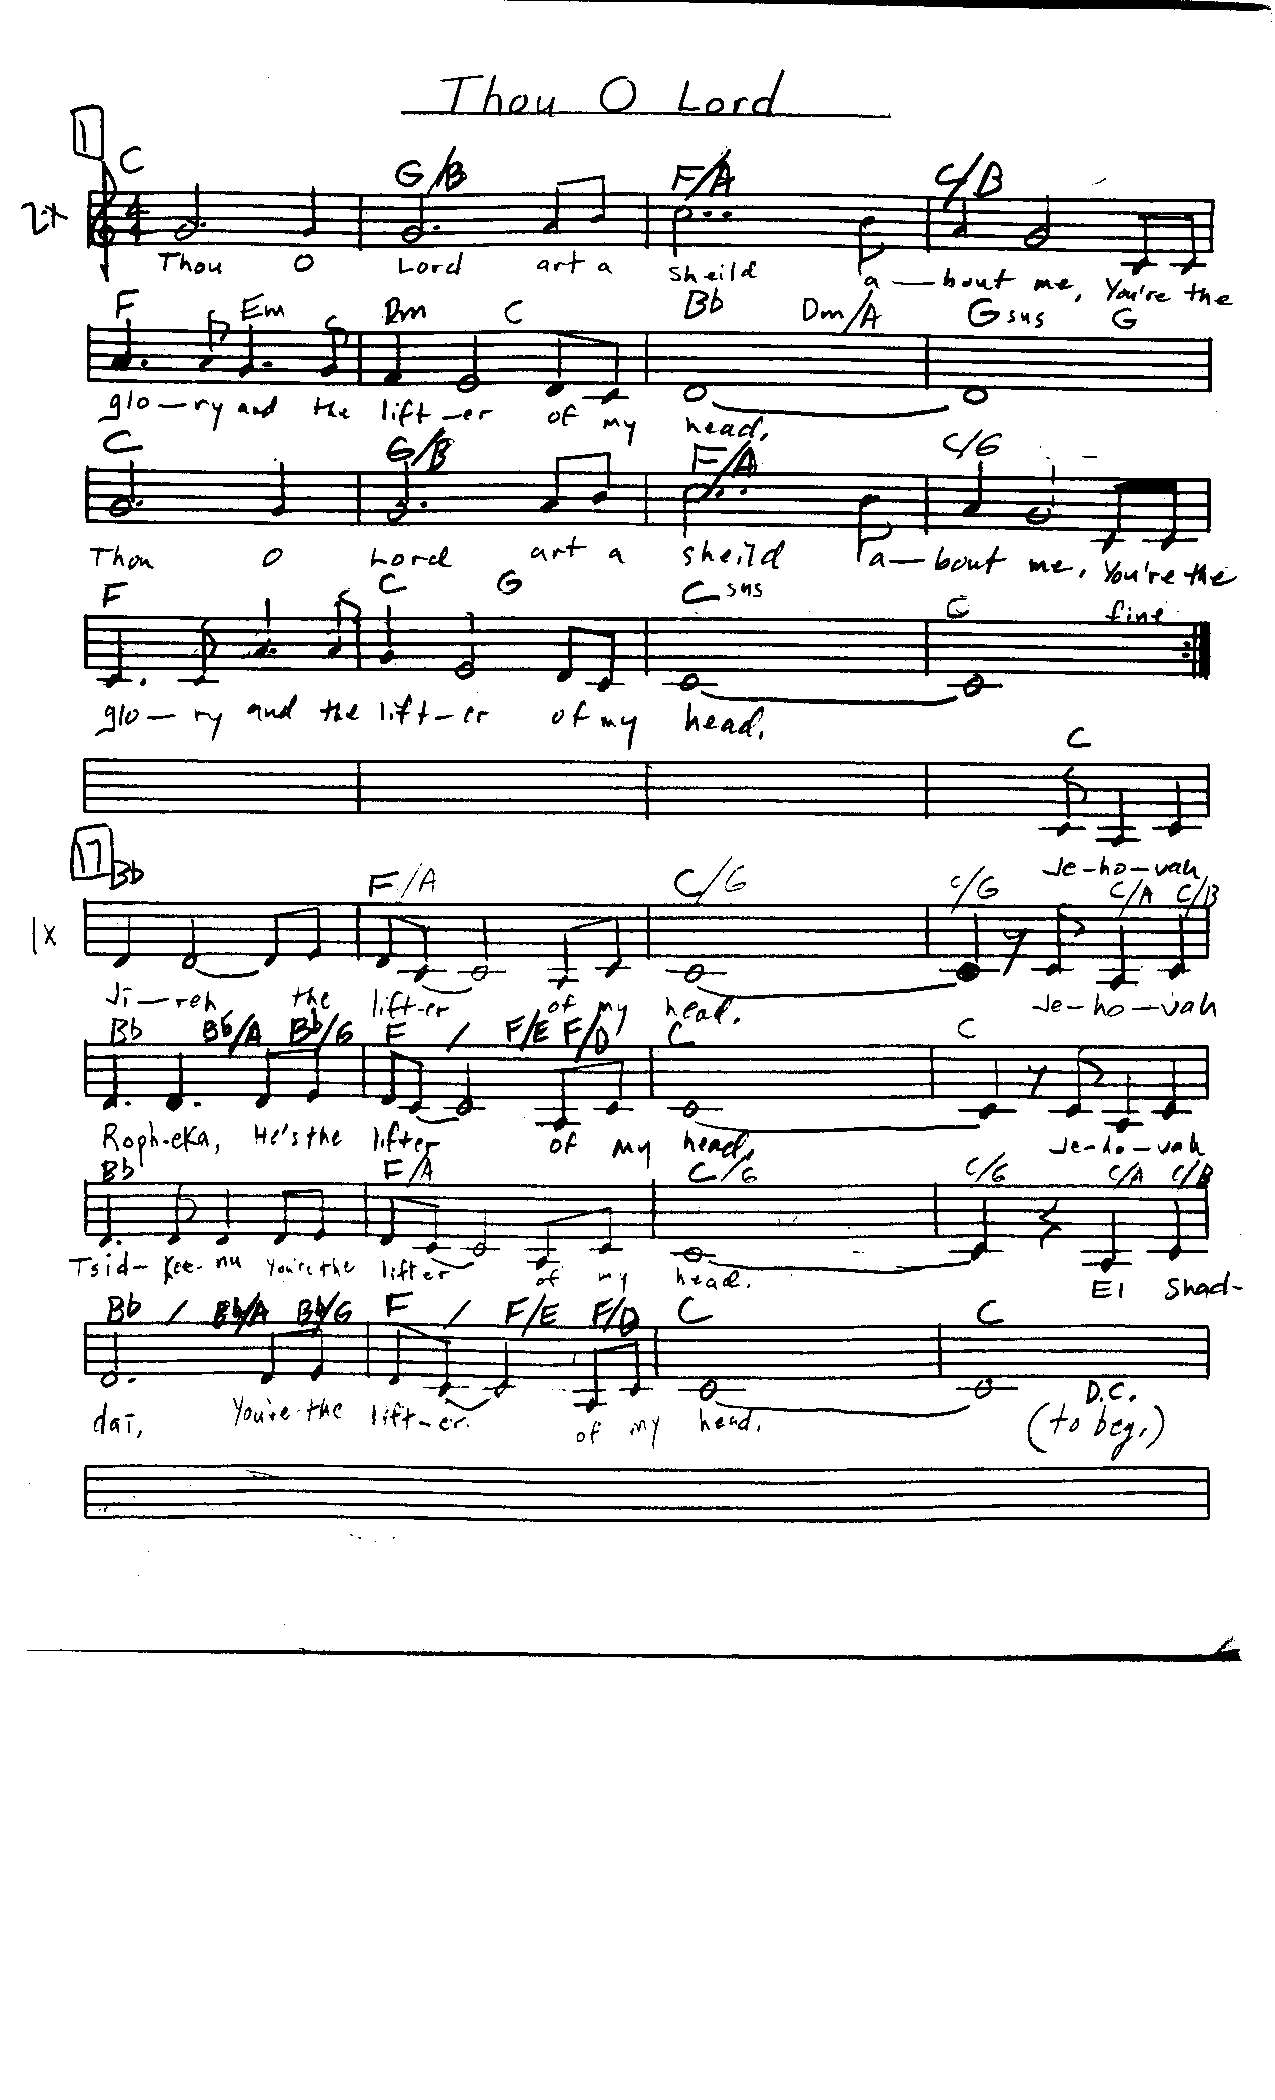 Thou O Lord
1
C G/B F/A C/B
2x
4
4
Thou O Lord art a sheild a—bout me, You're the
F Em Dm C Bb Dm/A Gsus G
glo—ry and the lift—er of my head.
C G/B F/A C/G
Thou O Lord art a sheild a—bout me, You're the
F C G Csus C fine
glo—ry and the lift—er of my head.
C
Je-ho-vah
17
Bb F/A C/G C/G C/A C/B
1x
Ji—reh the lift-er of my head. Je-ho-vah
Bb Bb/A Bb/G F / F/E F/D C C
Roph-eKa, He's the lifter of my head, Je-ho-vah
Bb F/A C/G C/G C/A C/B
Tsid-Kee-nu You're the lifter of my head. El Shad-
Bb / Bb/A Bb/G F / F/E F/D C C
D.C.
dai, You're the lift-er. of my head. (to beg.)